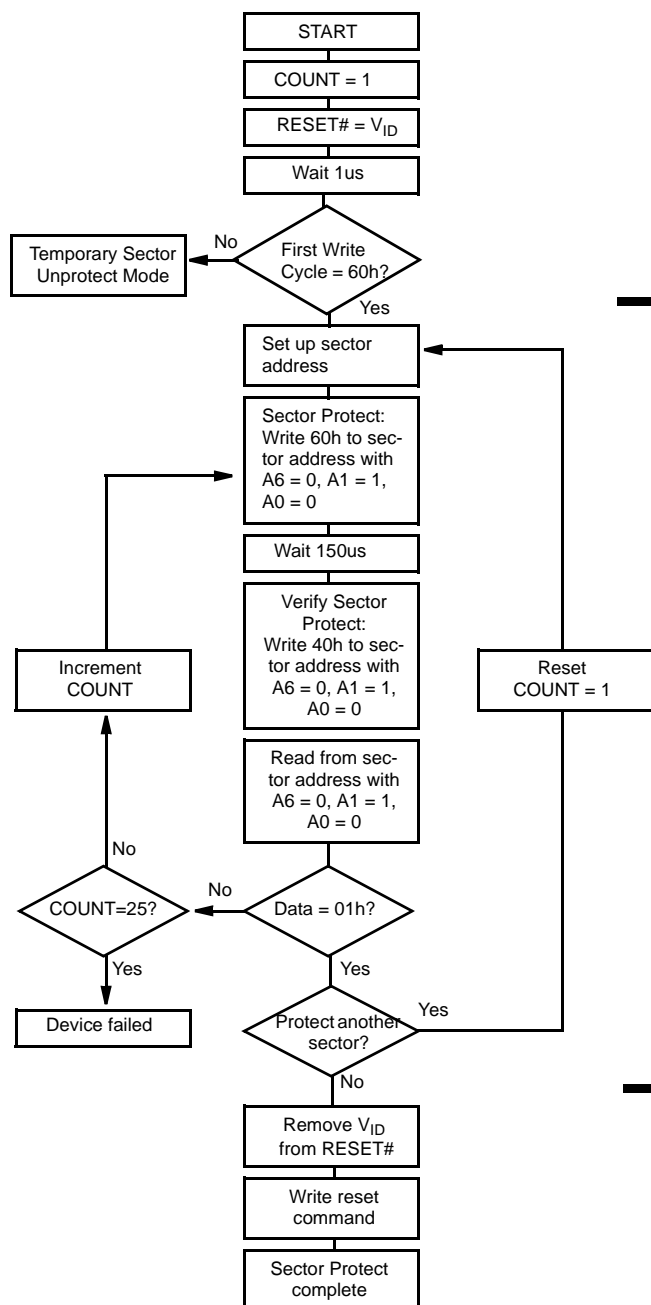 START
COUNT = 1
RESET# = VID
Wait 1us
First Write
Cycle = 60h?
No
Temporary Sector
Unprotect Mode
Yes
Set up sector
address
Sector Protect:
Write 60h to sec-
tor address with
A6 = 0, A1 = 1,
A0 = 0
Wait 150us
Verify Sector
Protect:
Write 40h to sec-
tor address with
A6 = 0, A1 = 1,
A0 = 0
Increment
COUNT
Reset
COUNT = 1
Read from sec-
tor address with
A6 = 0, A1 = 1,
A0 = 0
No
COUNT=25?
No
Data = 01h?
Yes
Yes
Device failed
Protect another
sector?
Yes
No
Remove VID
from RESET#
Write reset
command
Sector Protect
complete